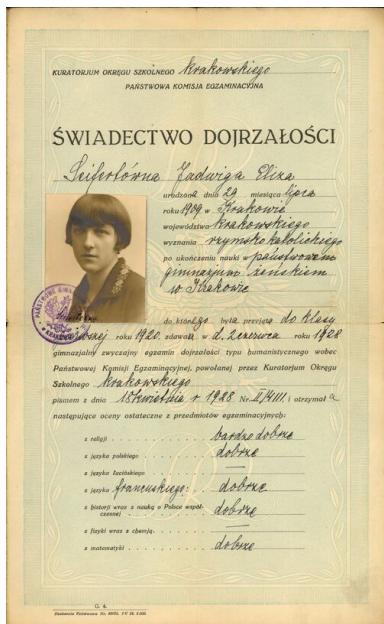 KURATORJUM OKRĘGU SZKOLNEGO Krakowskiego
PAŃSTWOWA KOMISJA EGZAMINACYJNA
ŚWIADECTWO DOJRZAŁOŚCI
Seifertówna Jadwiga Eliza
urodzona dnia 29 miesiąca lipca
roku 1909 w Krakowie
województwa krakowskiego
wyznania rzymskokatolickiego
po ukończeniu nauki w państwowem
gimnazjum żeńskiem
w Krakowie
do którego była przyjęta do klasy
pierwszej roku 1920. zdawała w d. 2 czerwca roku 1928
gimnazjalny zwyczajny egzamin dojrzałości typu humanistycznego wobec
Państwowej Komisji Egzaminacyjnej, powołanej przez Kuratorjum Okręgu
Szkolnego krakowskiego
pismem z dnia 18 kwietnia r 1928 Nr. i otrzymała
następujące oceny ostateczne z przedmiotów egzaminacyjnych:
z religji bardzo dobrze
z języka polskiego dobrze
z języka łacińskiego —
z języka francuskiego: dobrze
z historji wraz z nauką o Polsce współczesnej dobrze
z fizyki wraz z chemją —
z matematyki dobrze
G. 4.